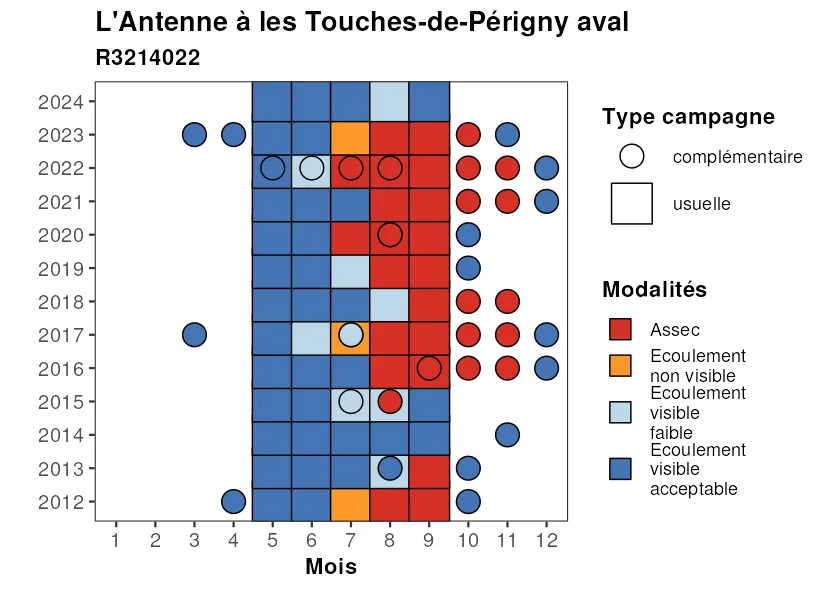 L'Antenne à les Touches-de-Périgny aval
R3214022
2024
2023
2022
2021
2020
2019
2018
2017
2016
2015
2014
2013
2012
1 2 3 4 5 6 7 8 9 10 11 12
Mois
Type campagne
complémentaire
usuelle
Modalités
Assec
Ecoulement
non visible
Ecoulement
visible
faible
Ecoulement
visible
acceptable